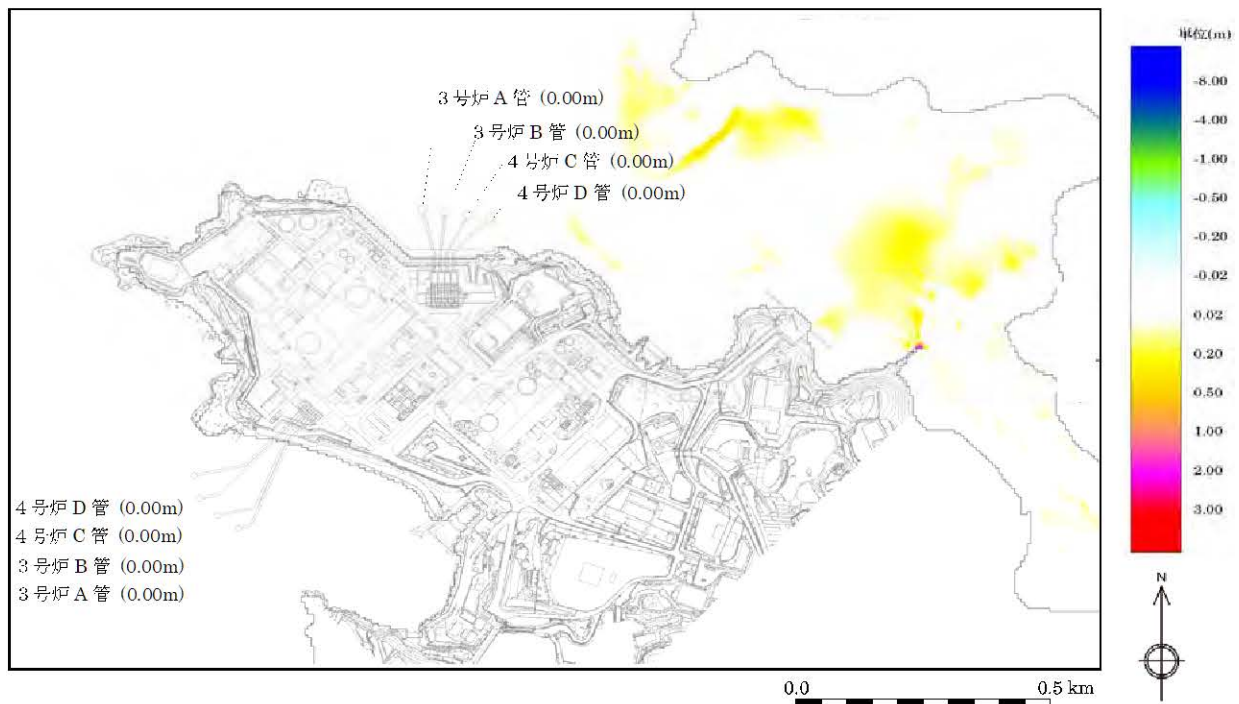 3号炉A管 (0.00m)
3号炉B管 (0.00m)
4号炉C管 (0.00m)
4号炉D管 (0.00m)
4号炉D管 (0.00m)
4号炉C管 (0.00m)
3号炉B管 (0.00m)
3号炉A管 (0.00m)
単位(m)
-8.00
-4.00
-1.00
-0.50
-0.20
-0.02
0.02
0.20
0.50
1.00
2.00
3.00
N
0.0 0.5 km